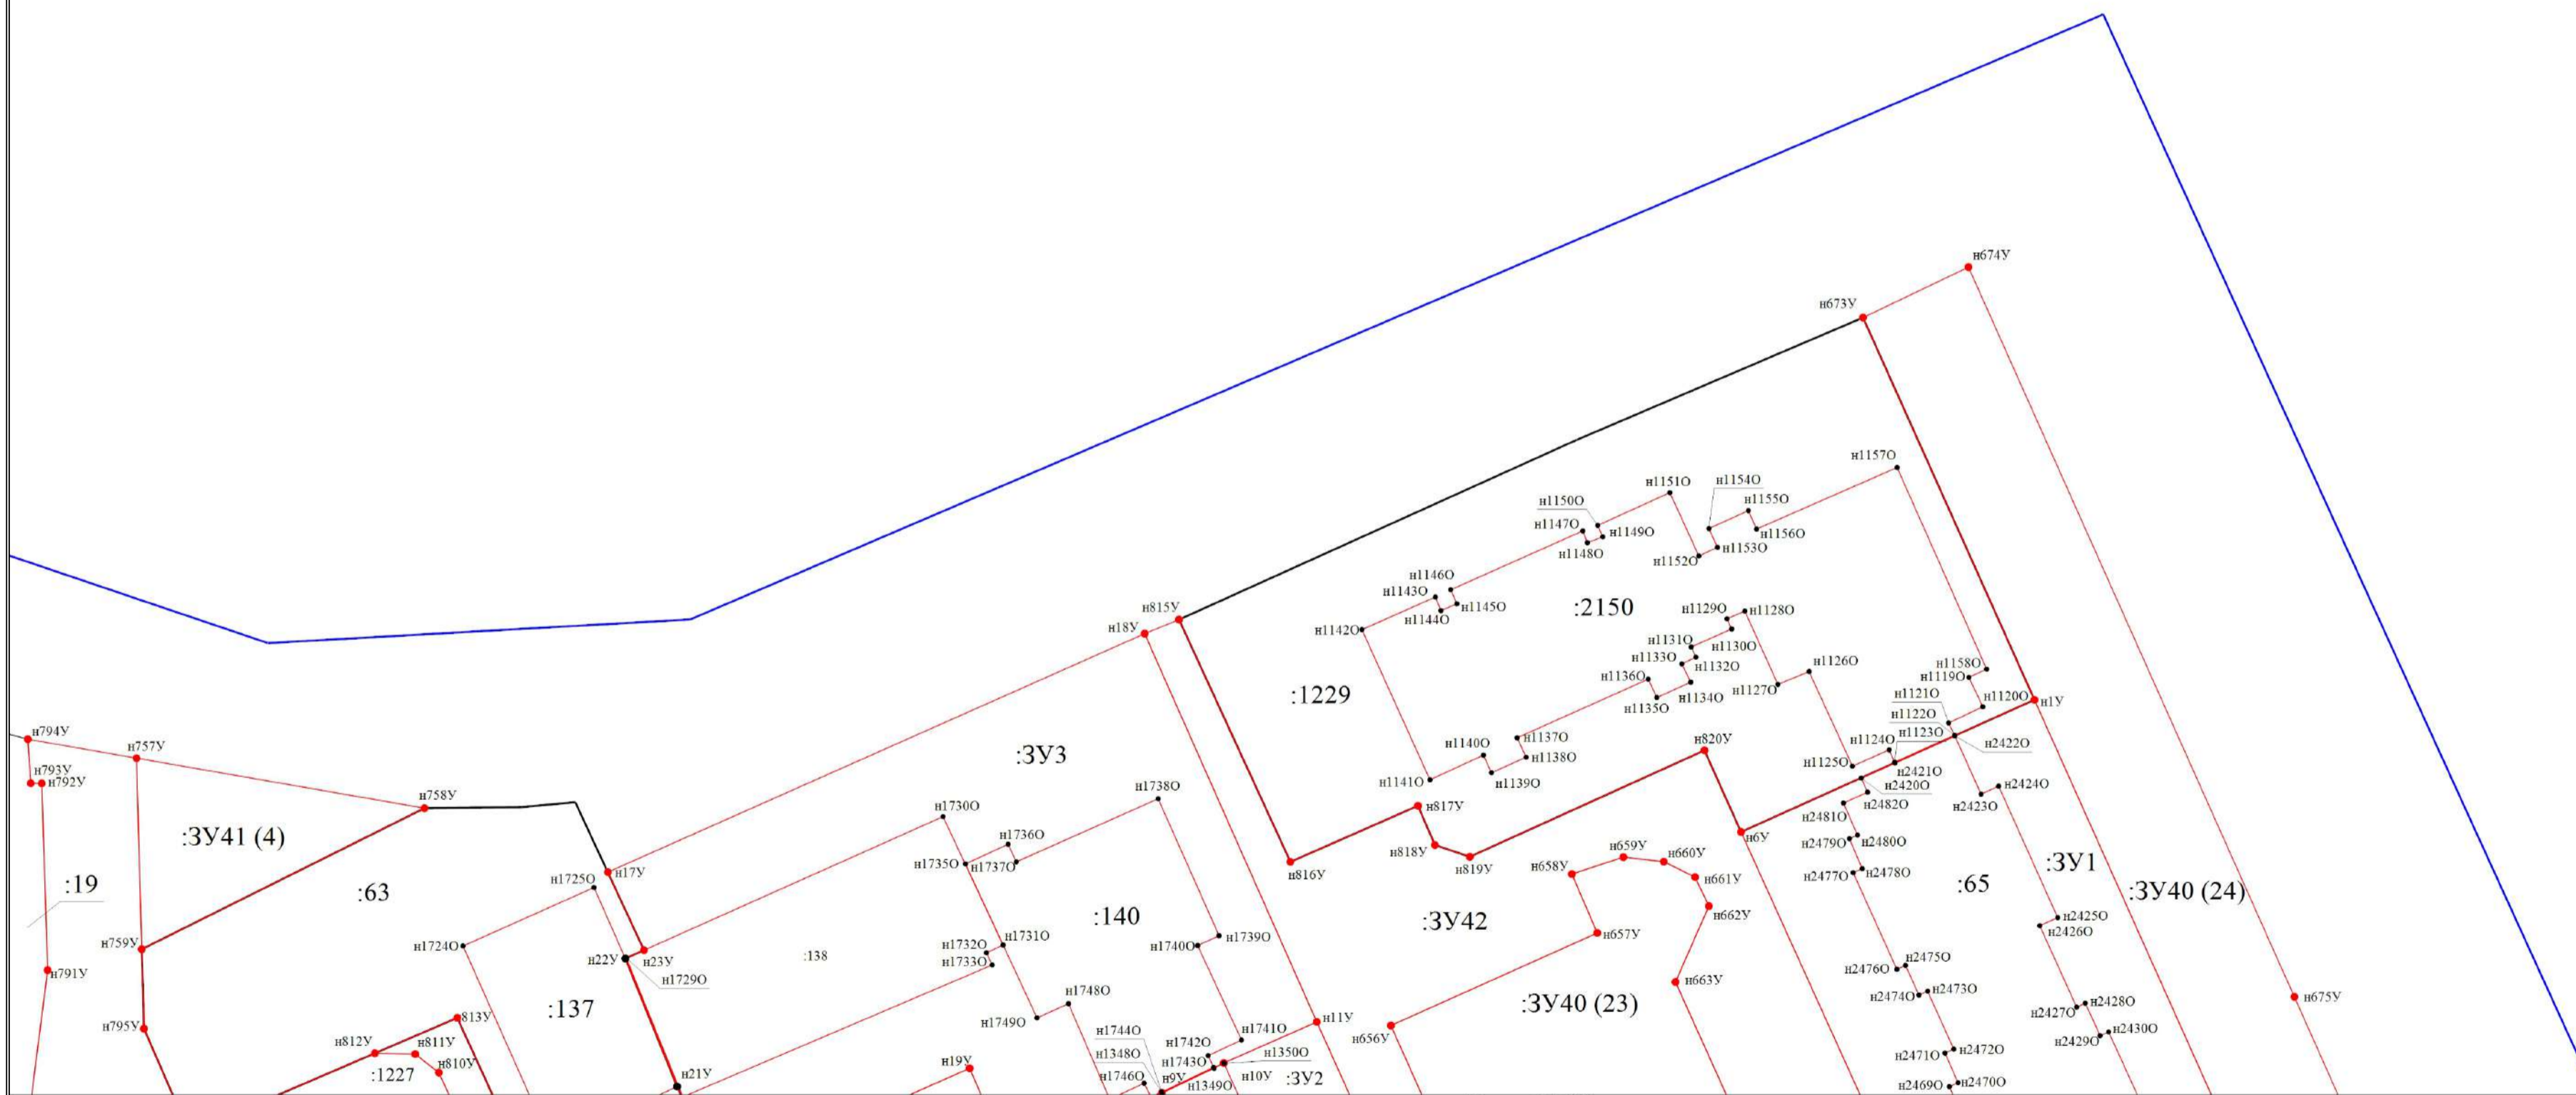 н674У
н673У
н1157О
н1151О
н1154О
н1150О
н1155О
н1147О
н1149О
н1156О
н1148О
н1153О
н1152О
н1146О
н1143О
н1145О
н1144О
:2150
н1129О
н1128О
н815У
н18У
н1142О
н1131О
н1130О
н1133О
н1132О
н1126О
н1158О
н1119О
н1136О
н1134О
н1127О
н1135О
:1229
н1121О
н1120О
н1У
н1122О
н1123О
н1124О
н2422О
н794У
н757У
:ЗУ3
н1137О
н820У
н1140О
н1138О
н1125О
н2421О
н793У
н792У
н1141О
н1139О
н2420О
н2424О
н758У
н1738О
н2423О
н2482О
н1730О
н817У
н2481О
:ЗУ41 (4)
н1736О
н6У
н2479О
н2480О
н818У
н659У
н660У
н1735О
н1737О
н819У
н658У
н17У
н816У
н661У
н2477О
н2478О
:ЗУ1
н1725О
:19
:63
:65
:ЗУ40 (24)
н662У
:140
:ЗУ42
н2425О
н2426О
н657У
н1731О
н1739О
н759У
н1724О
н1732О
н1740О
н22У
н23У
н1733О
:138
н2475О
н2476О
н791У
н1729О
н663У
н1748О
н2473О
н2474О
н675У
:137
:ЗУ40 (23)
н2428О
н2427О
813У
н1749О
н11У
н795У
н1744О
н1741О
н656У
н2430О
н2429О
н812У
н811У
н1742О
н1348О
н1350О
н2472О
н2471О
н810У
н19У
н1743О
:1227
н21У
н1746О
н9У
н10У
:ЗУ2
н1349О
н2470О
н2469О